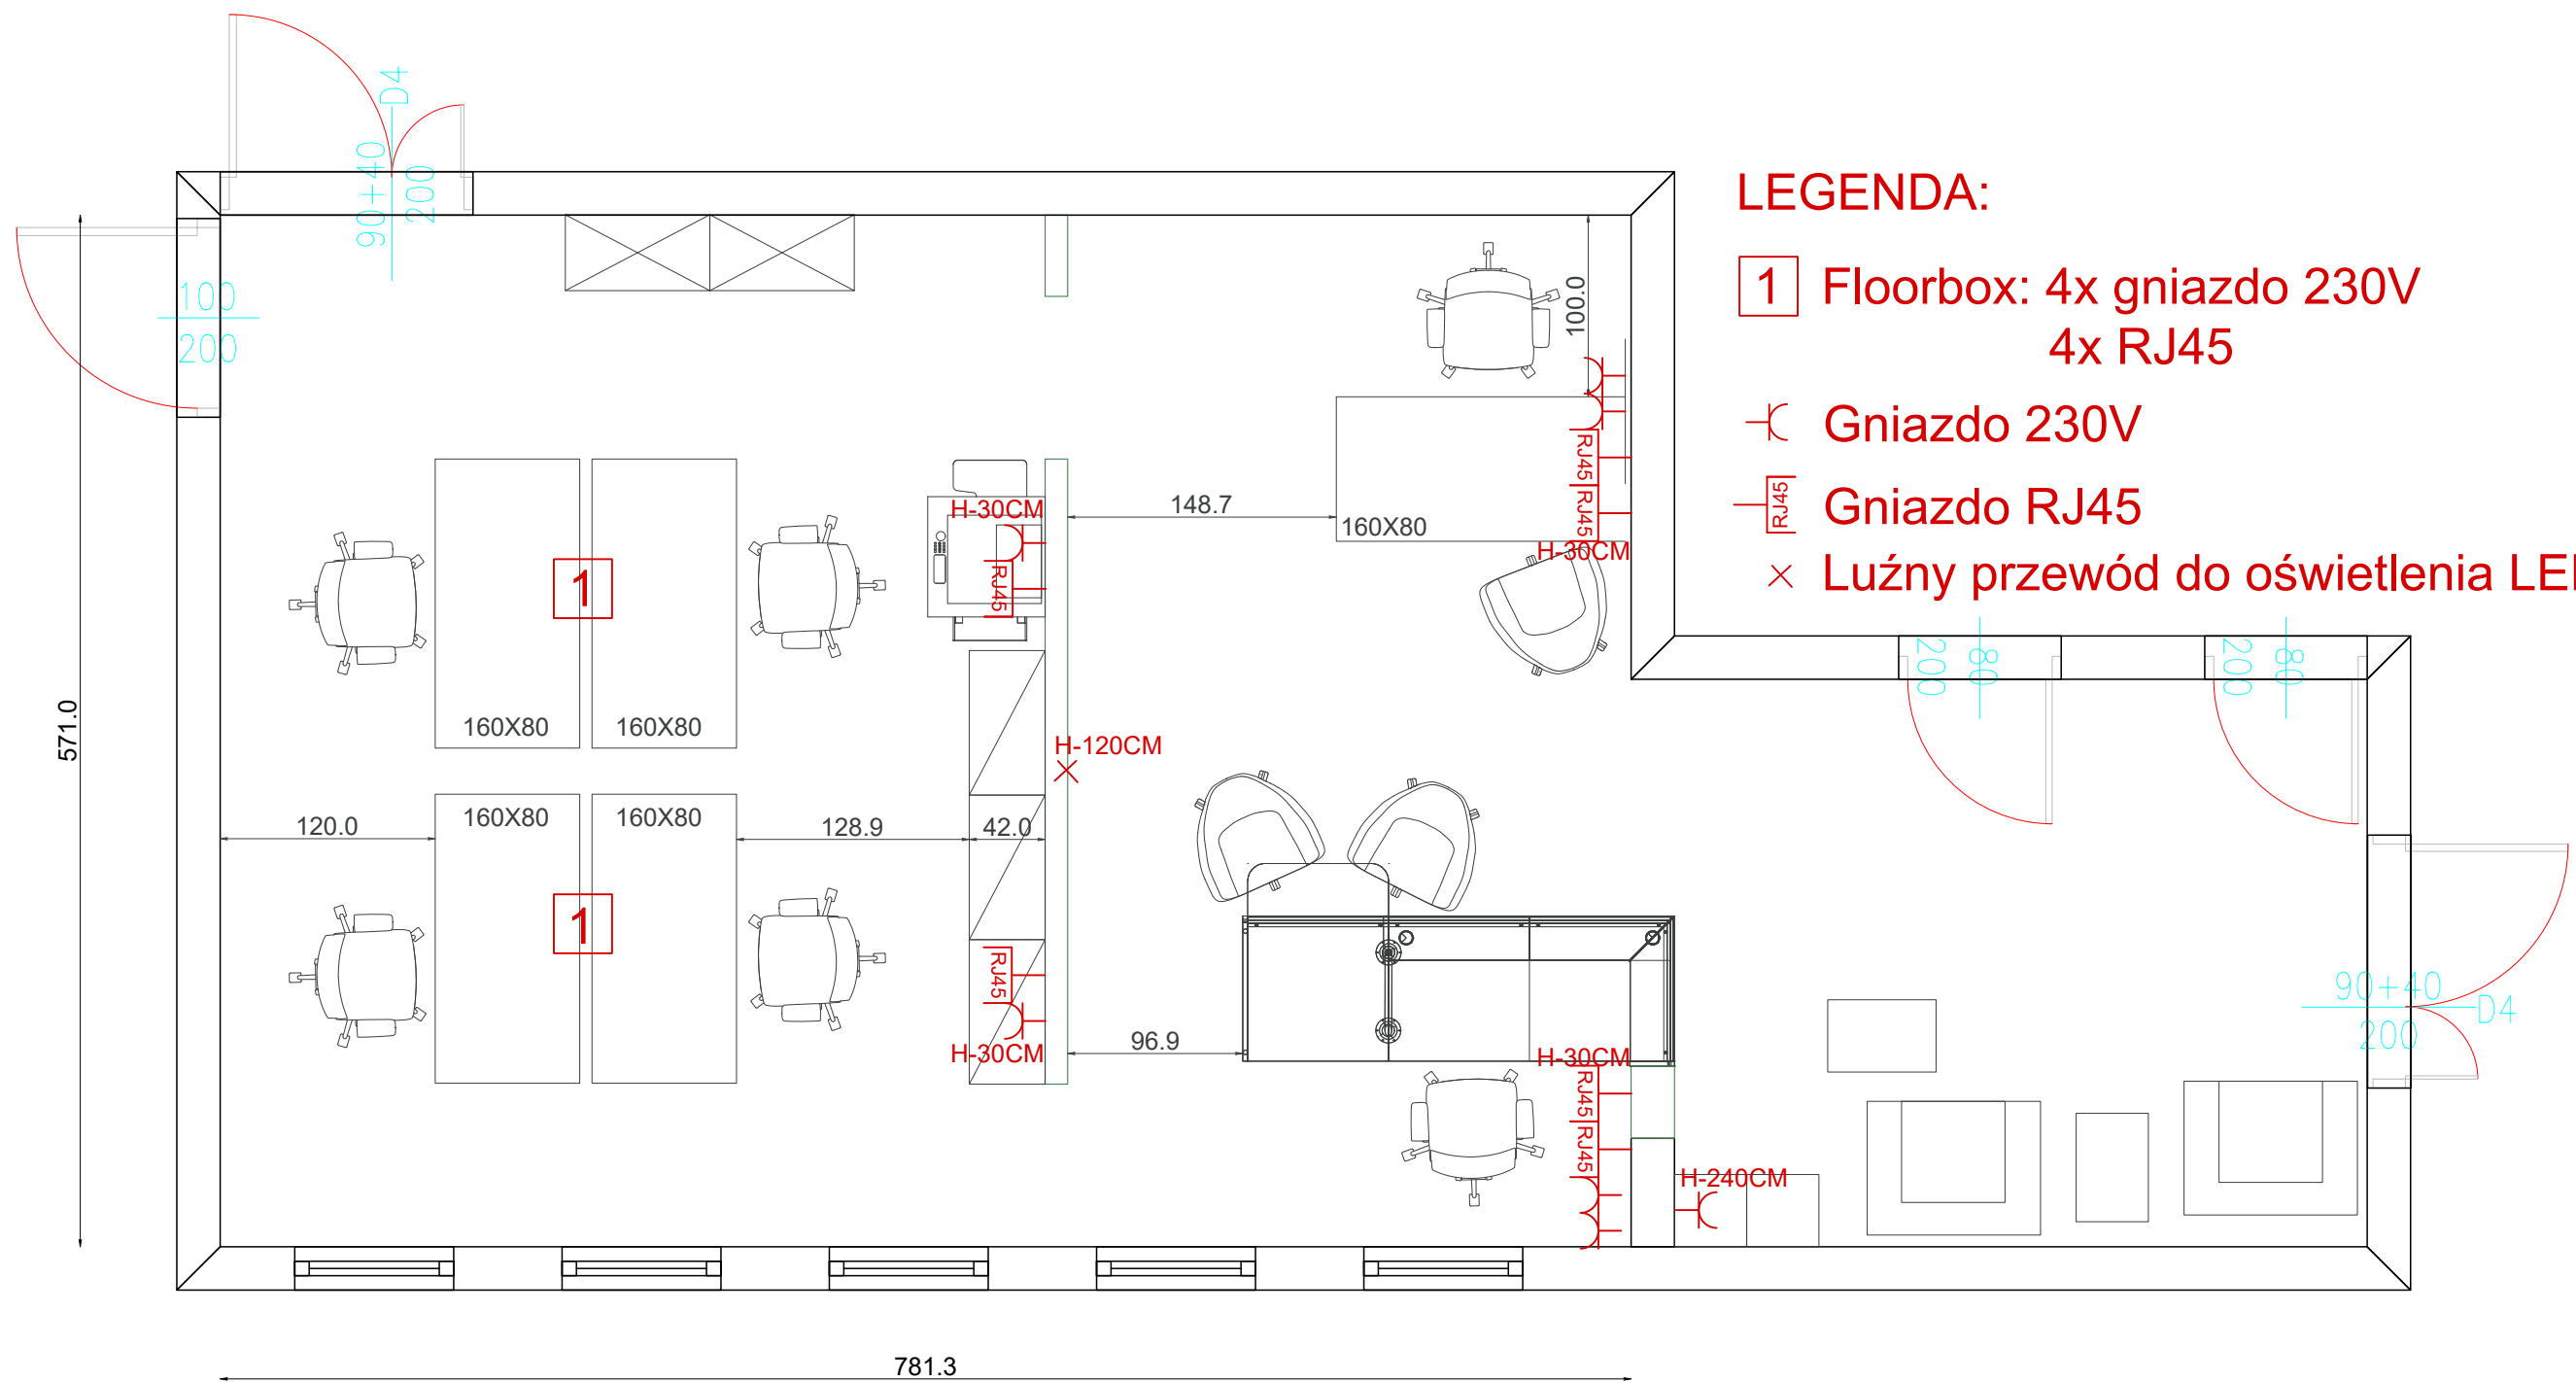 D4
90+40
200
LEGENDA:
1 Floorbox: 4x gniazdo 230V
4x RJ45
100
200
100.0
Gniazdo 230V
RJ45 Gniazdo RJ45
Luźny przewód do oświetlenia LE
H-30CM
RJ45
148.7
160X80
RJ45
RJ45
H-30CM
1
160X80
160X80
200
80
200
80
571.0
H-120CM
160X80
160X80
120.0
128.9
42.0
1
RJ45
H-30CM
96.9
90+40
200
D4
H-30CM
RJ45
RJ45
H-240CM
781.3